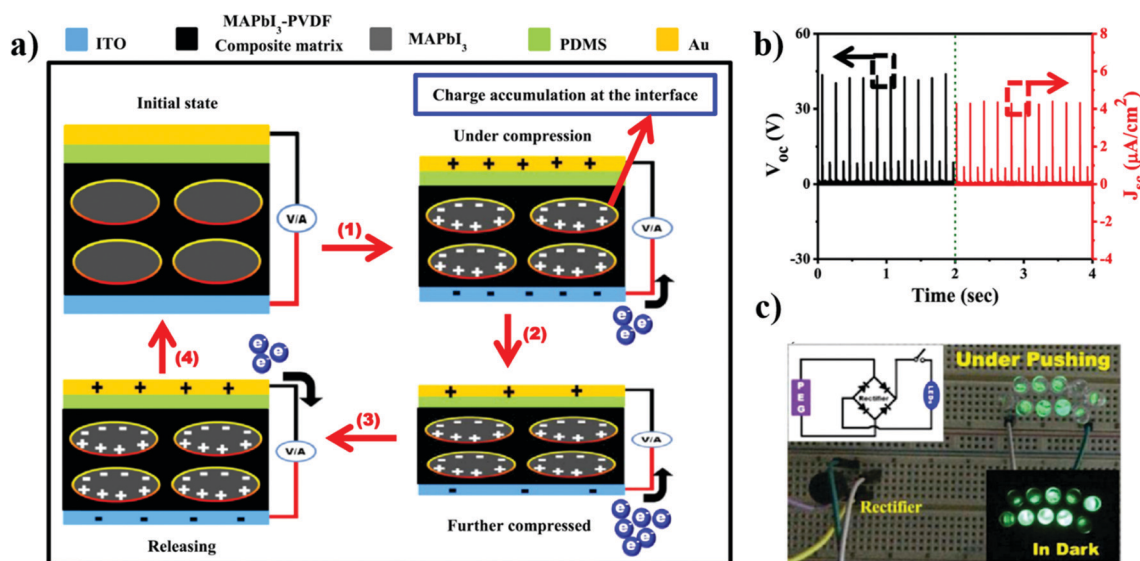 a)
ITO
MAPbI3-PVDF
Composite matrix
MAPbI3
PDMS
Au
Initial state
Charge accumulation at the interface
Under compression
+ + + + +
V/A
V/A
(1)
- - - - -
e- e- e- e-
(2)
(4)
e- e- e- e-
+ + + +
+ + +
V/A
(3)
V/A
- - - -
- - -
Releasing
Further compressed
e- e- e- e- e- e- e-
b)
60
30
0
-30
Voc (V)
8
6
4
2
0
-2
-4
Jsc (μA/cm2)
0 1 2 3 4
Time (sec)
c)
PEG
Rectifier
LEDs
Under Pushing
Rectifier
In Dark